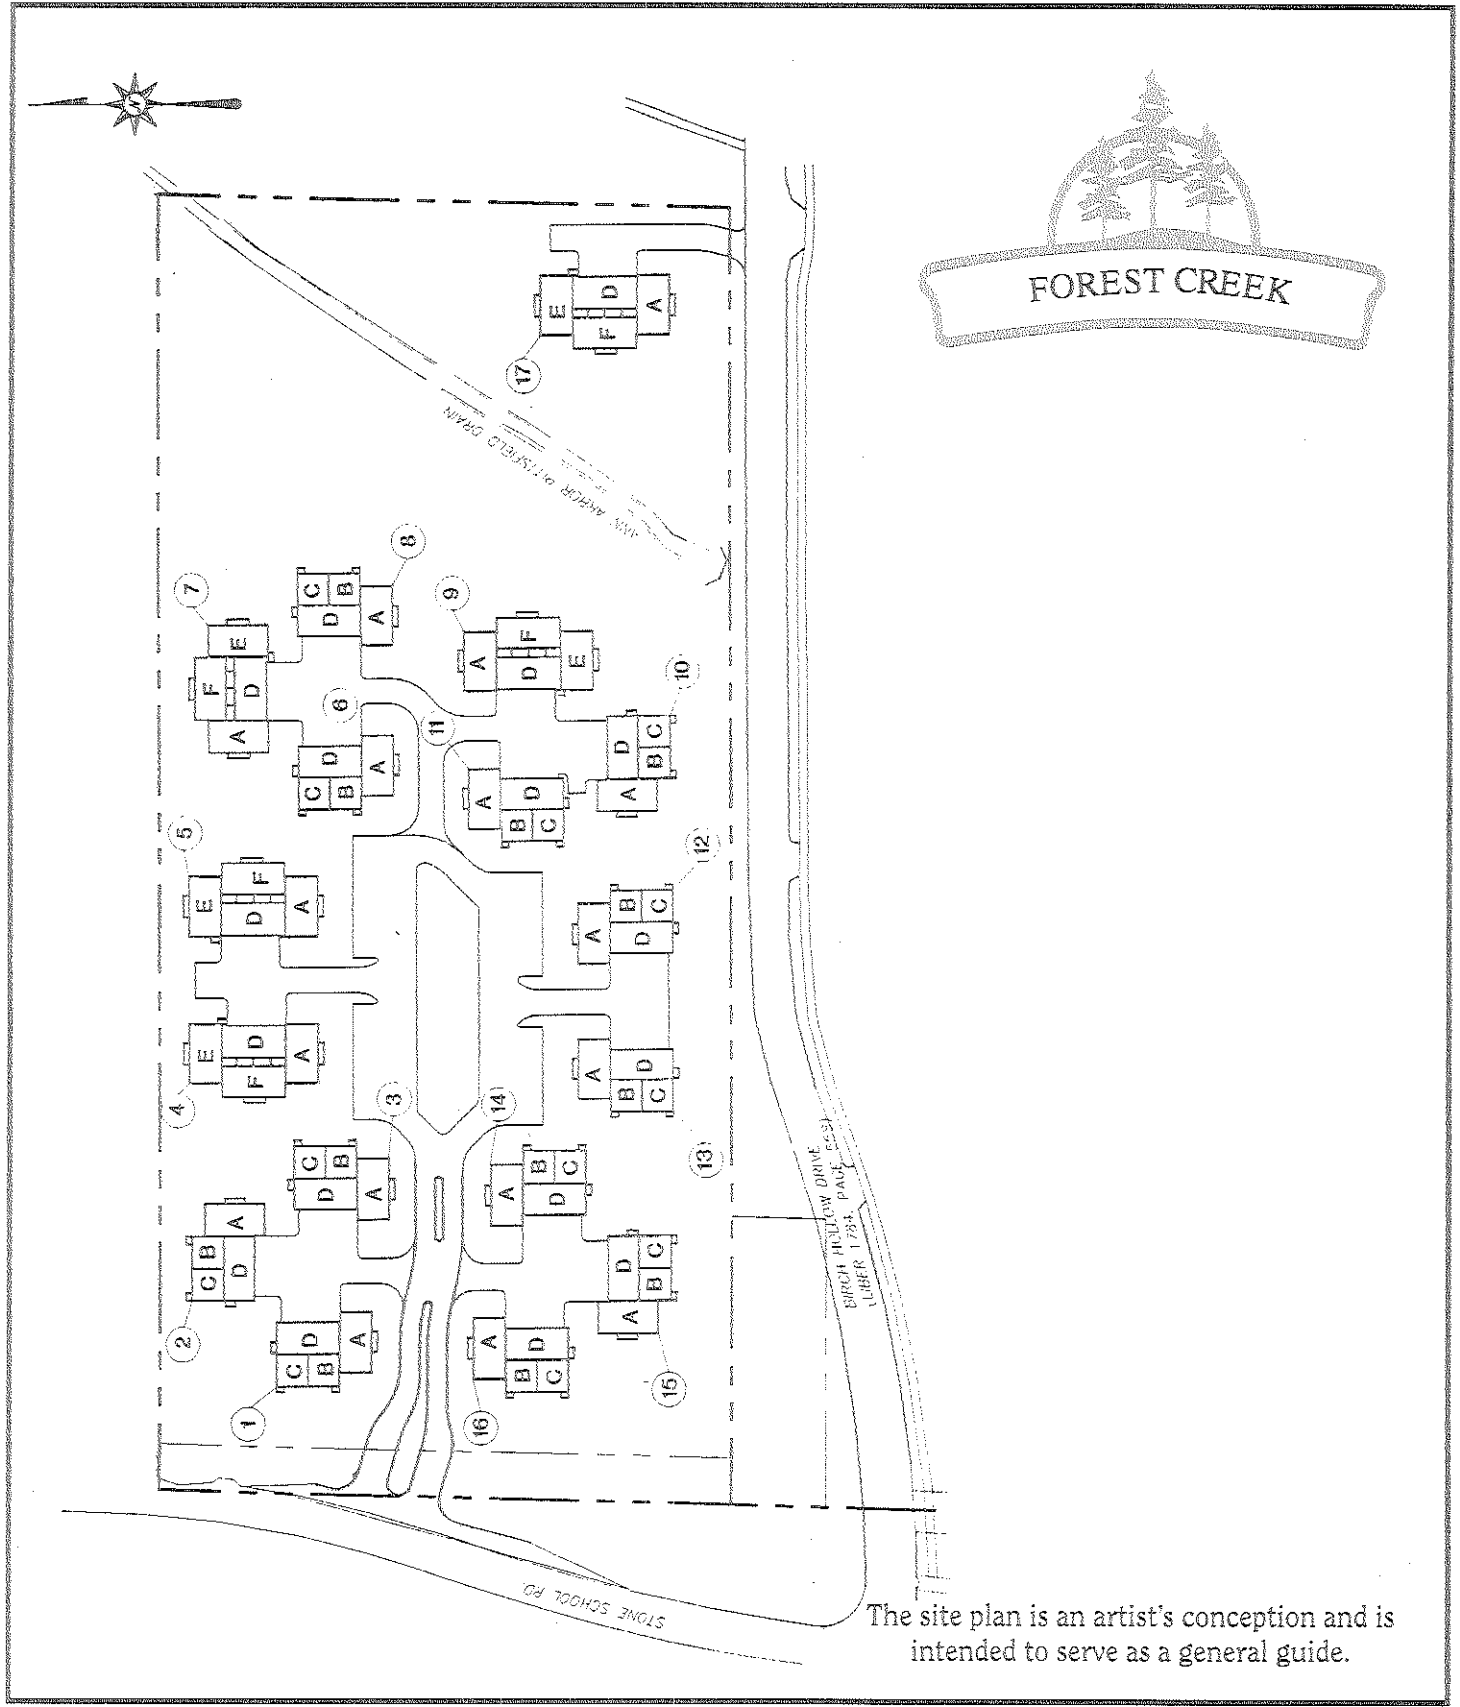 N
FOREST CREEK
E
D
F
A
17
ANN ARBOR PITTSFIELD DRAIN
7
F
E
D
A
8
C
B
D
A
6
D
C
B
A
9
A
F
D
E
10
D
C
B
A
11
A
D
B
C
5
E
F
D
A
4
E
D
F
A
12
A
B
C
D
13
A
D
B
C
3
C
B
D
A
14
A
B
C
D
2
A
B
C
D
1
D
C
B
A
15
D
C
B
A
16
A
D
B
C
BIRCH HOLLOW DRIVE
LIBER 1784, PAGE
STONE SCHOOL RD.
The site plan is an artist's conception and is
intended to serve as a general guide.